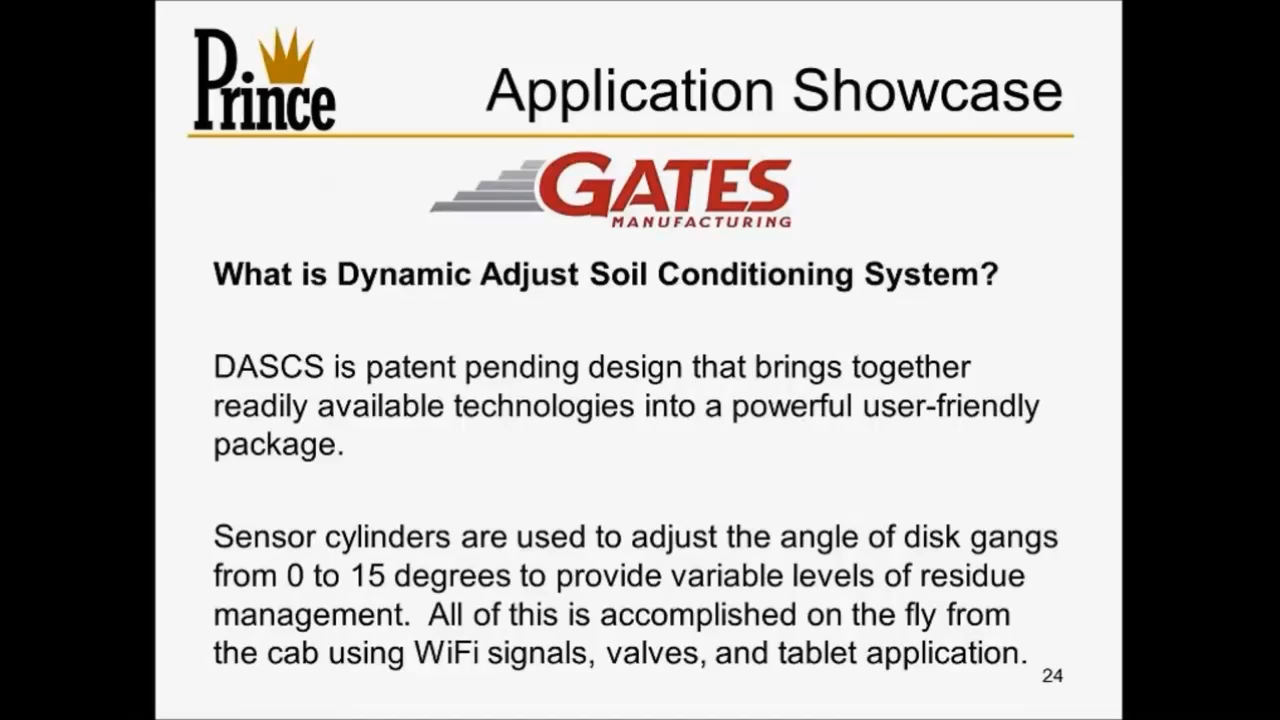 Prince
Application Showcase
GATES
MANUFACTURING
What is Dynamic Adjust Soil Conditioning System?
DASCS is patent pending design that brings together
readily available technologies into a powerful user-friendly
package.
Sensor cylinders are used to adjust the angle of disk gangs
from 0 to 15 degrees to provide variable levels of residue
management.  All of this is accomplished on the fly from
the cab using WiFi signals, valves, and tablet application.
24